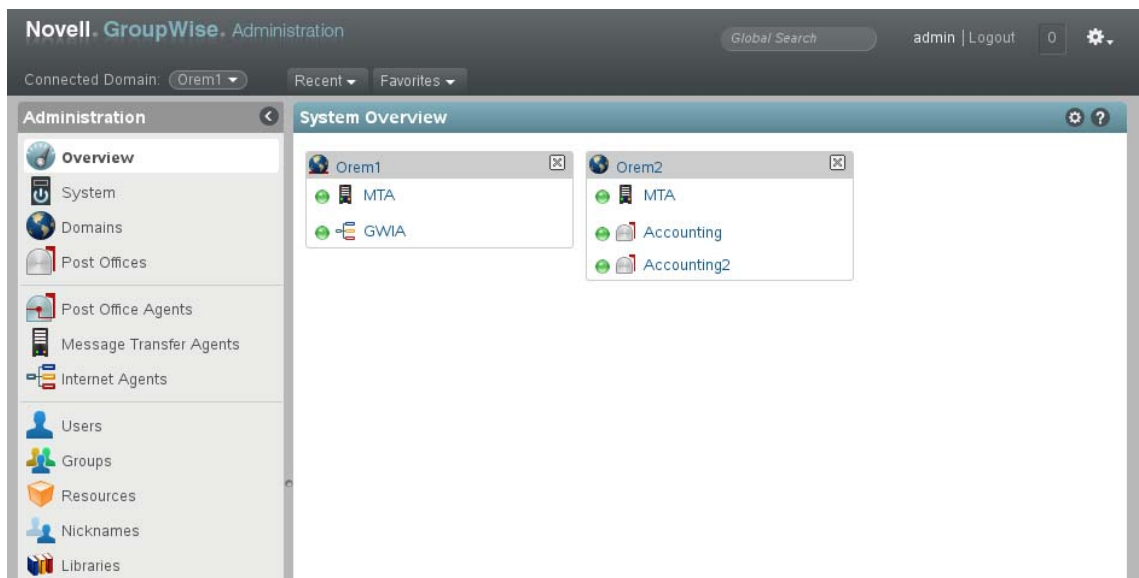 Novell. GroupWise. Administration
Global Search
admin | Logout
0
Connected Domain: Orem1
Recent
Favorites
Administration
Overview
System
Domains
Post Offices
Post Office Agents
Message Transfer Agents
Internet Agents
Users
Groups
Resources
Nicknames
Libraries
System Overview
?
Orem1
MTA
GWIA
Orem2
MTA
Accounting
Accounting2